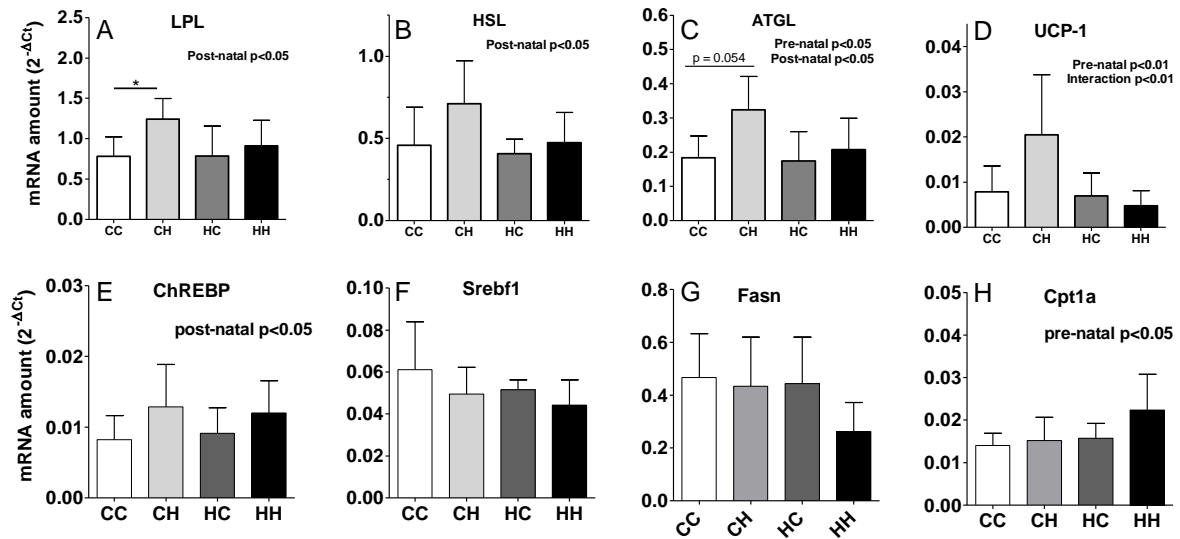 A
LPL
Post-natal p<0.05
*
mRNA amount (2^-ΔCt)
2.5
2.0
1.5
1.0
0.5
0.0
CC CH HC HH
B
HSL
Post-natal p<0.05
1.0
0.5
0.0
CC CH HC HH
C
ATGL
Pre-natal p<0.05
Post-natal p<0.05
p = 0.054
0.6
0.5
0.4
0.3
0.2
0.1
0.0
CC CH HC HH
D
UCP-1
Pre-natal p<0.01
Interaction p<0.01
0.04
0.03
0.02
0.01
0.00
CC CH HC HH
E
ChREBP
post-natal p<0.05
mRNA amount (2^-ΔCt)
0.03
0.02
0.01
0.00
CC CH HC HH
F
Srebf1
0.10
0.08
0.06
0.04
0.02
0.00
CC CH HC HH
G
Fasn
0.8
0.6
0.4
0.2
0.0
CC CH HC HH
H
Cpt1a
pre-natal p<0.05
0.05
0.04
0.03
0.02
0.01
0.00
CC CH HC HH